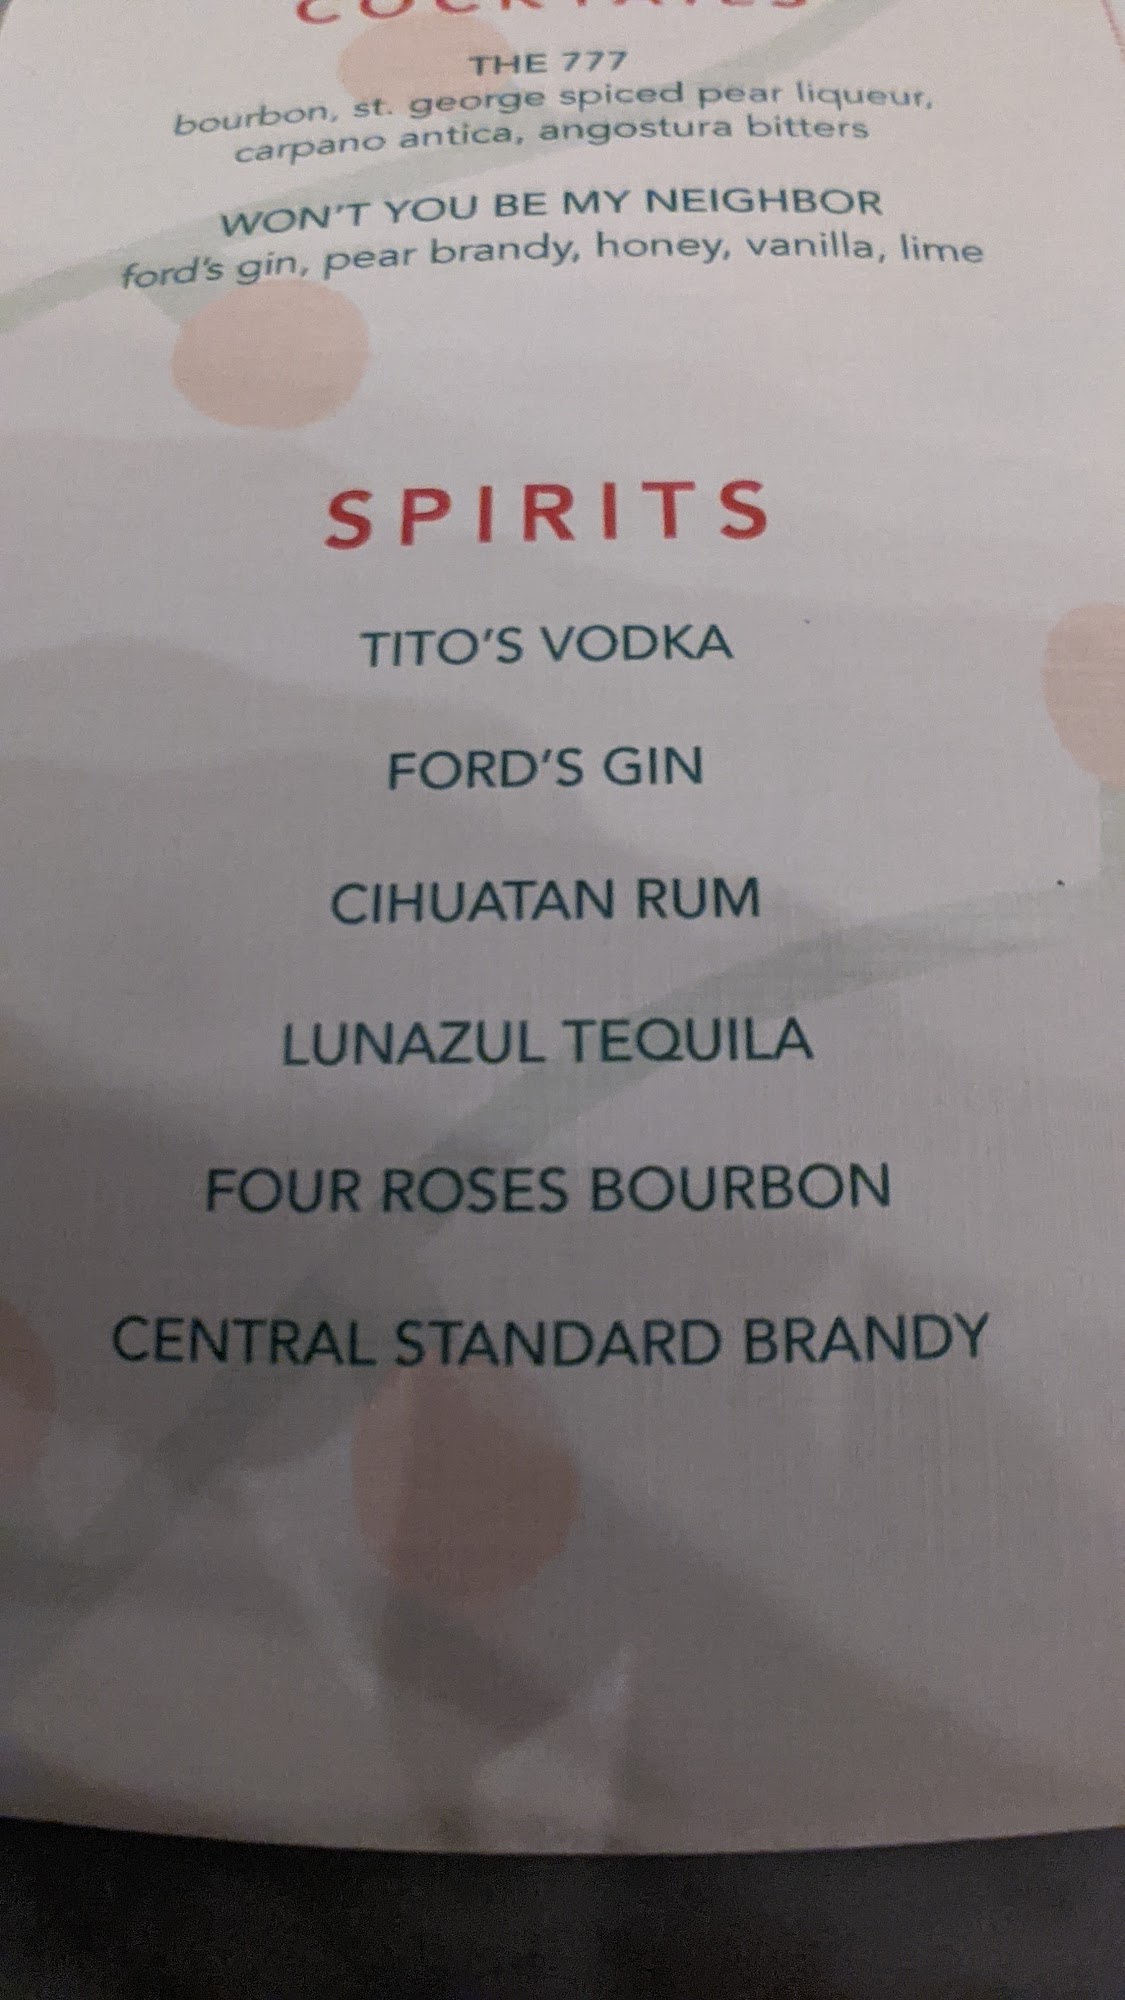 COCKTAILS
THE 777
bourbon, st. george spiced pear liqueur,
carpano antica, angostura bitters
WON'T YOU BE MY NEIGHBOR
ford's gin, pear brandy, honey, vanilla, lime
SPIRITS
TITO'S VODKA
FORD'S GIN
CIHUATAN RUM
LUNAZUL TEQUILA
FOUR ROSES BOURBON
CENTRAL STANDARD BRANDY